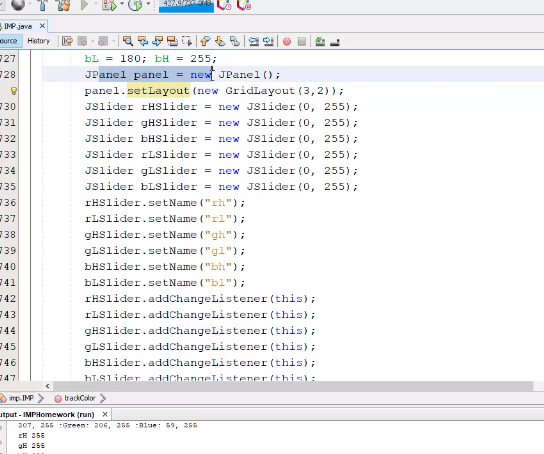 427.9/737.0MB
IMP.java ×
ource History
727 bL = 180; bH = 255;
728 JPanel panel = new JPanel();
panel.setLayout(new GridLayout(3,2));
730 JSlider rHSlider = new JSlider(0, 255);
731 JSlider gHSlider = new JSlider(0, 255);
732 JSlider bHSlider = new JSlider(0, 255);
733 JSlider rLSlider = new JSlider(0, 255);
734 JSlider gLSlider = new JSlider(0, 255);
735 JSlider bLSlider = new JSlider(0, 255);
736 rHSlider.setName("rh");
737 rLSlider.setName("rl");
738 gHSlider.setName("gh");
739 gLSlider.setName("gl");
740 bHSlider.setName("bh");
741 bLSlider.setName("bl");
742 rHSlider.addChangeListener(this);
743 rLSlider.addChangeListener(this);
744 gHSlider.addChangeListener(this);
745 gLSlider.addChangeListener(this);
746 bHSlider.addChangeListener(this);
747 bLSlider.addChangeListener(this);
imp.IMP trackColor
utput - IMPHomework (run) ×
207, 255 :Green: 206, 255 :Blue: 59, 255
rH 255
gH 255